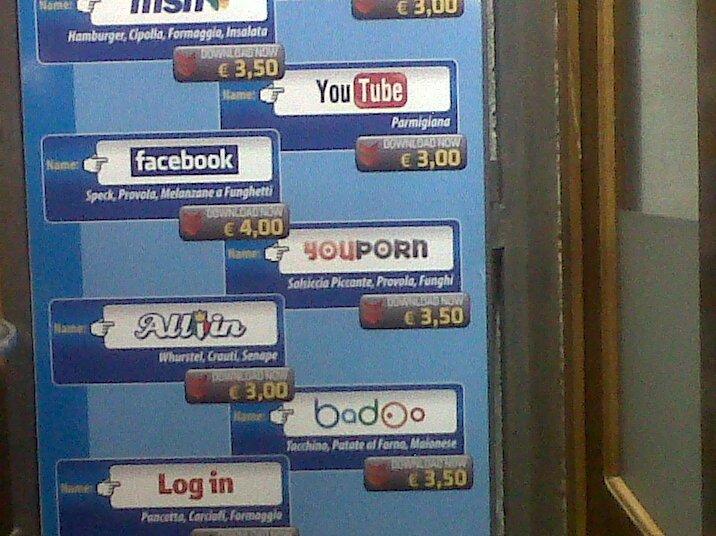 Name:
msn
€ 3,00
Hamburger, Cipolla, Formaggio, Insalata
DOWNLOAD NOW
€ 3,50
Name:
YouTube
Parmigiana
DOWNLOAD NOW
€ 3,00
Name:
facebook
Speck, Provola, Melanzane a Funghetti
DOWNLOAD NOW
€ 4,00
Name:
YOUPORN
Salsiccia Piccante, Provola, Funghi
DOWNLOAD NOW
€ 3,50
Name:
All in
Whurstel, Crauti, Senape
DOWNLOAD NOW
€ 3,00
Name:
badoo
Tacchino, Patate al Forno, Maionese
DOWNLOAD NOW
€ 3,50
Name:
Log in
Pancetta, Carciofi, Formaggio